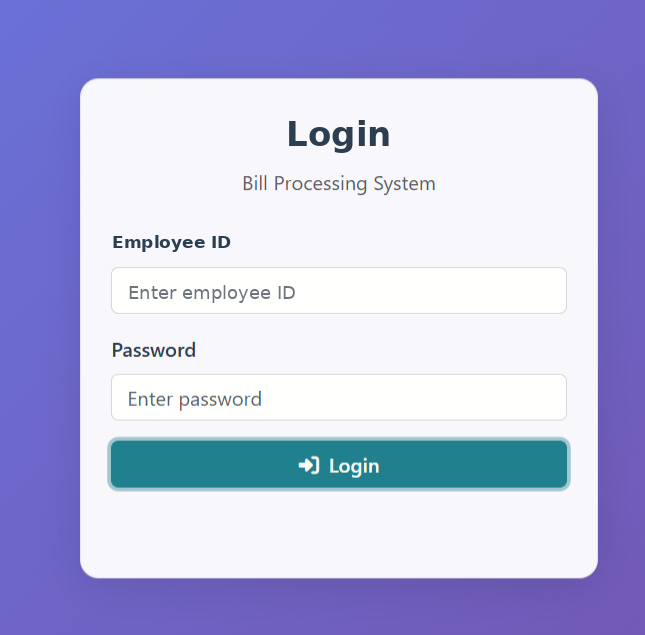 Login
Bill Processing System
Employee ID
Enter employee ID
Password
Enter password
Login